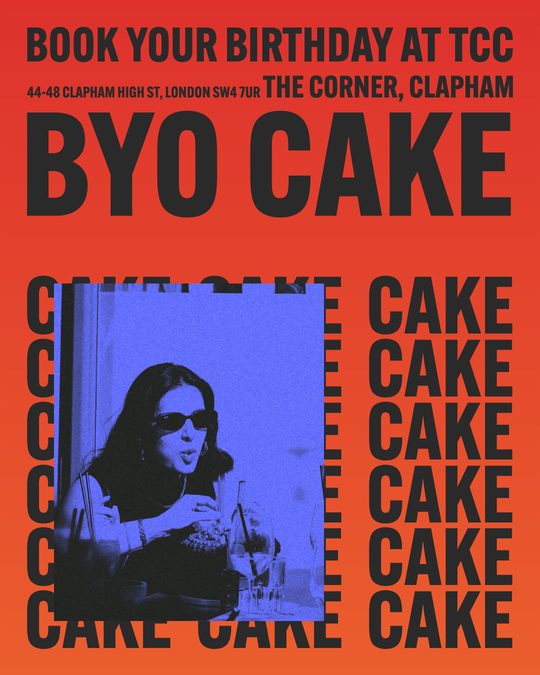 BOOK YOUR BIRTHDAY AT TCC
44-48 CLAPHAM HIGH ST, LONDON SW4 7UR THE CORNER, CLAPHAM
BYO CAKE
CAKE CAKE CAKE
CAKE
CAKE
CAKE
CAKE
CAKE CAKE CAKE